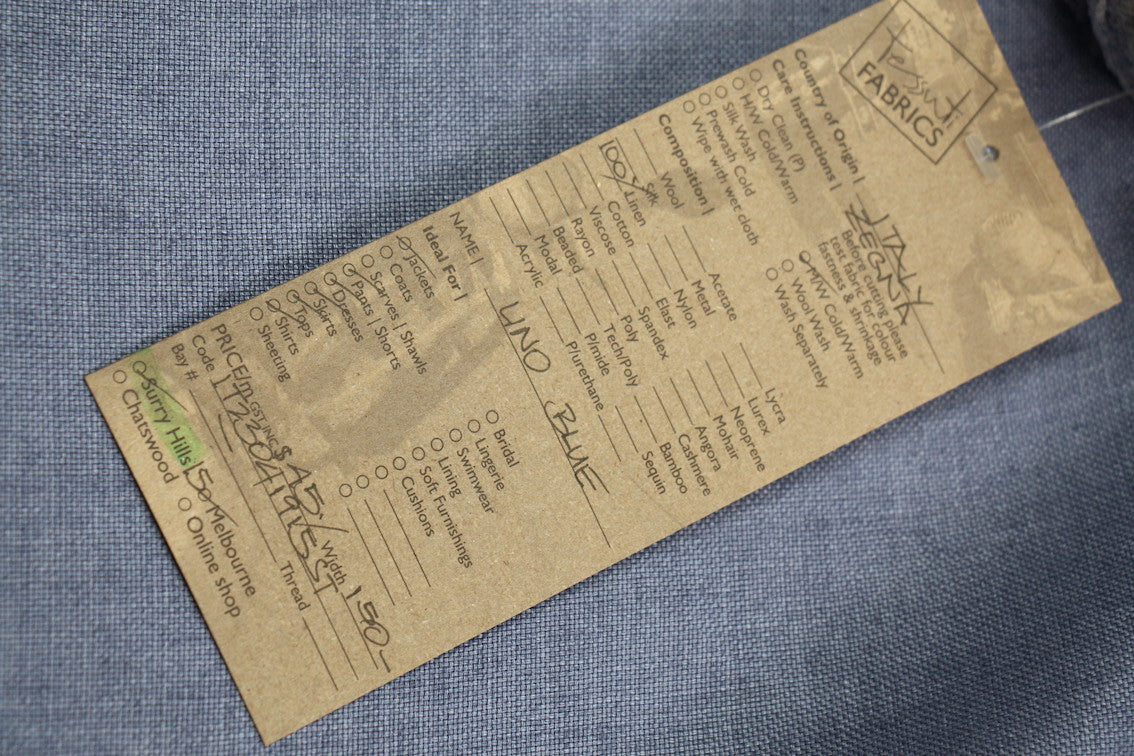 Tessuti
FABRICS
Country of Origin | ITALY
ZEGNA
Care Instructions | Before cutting please
test fabric for colour
fastness & shrinkage
Dry Clean (P)
H/W Cold/Warm
Silk Wash
Prewash Cold
Wipe with wet cloth
M/W Cold/Warm
Wool Wash
Wash Separately
Composition |
Wool
Silk
100% Linen
Cotton
Viscose
Rayon
Beaded
Modal
Acrylic
Acetate
Metal
Nylon
Elast
Spandex
Poly
Tech/Poly
P/mide
P/urethane
Lycra
Lurex
Neoprene
Mohair
Angora
Cashmere
Bamboo
Sequin
NAME | LINO BLUE
Ideal For |
Jackets
Coats
Scarves | Shawls
Pants | Shorts
Dresses
Skirts
Tops
Shirts
Sheeting
Bridal
Lingerie
Swimwear
Lining
Soft Furnishings
Cushions
PRICE/m GST INC $ 45/ Width 150-
Code
Bay # Thread
Surry Hills Melbourne
Chatswood Online shop